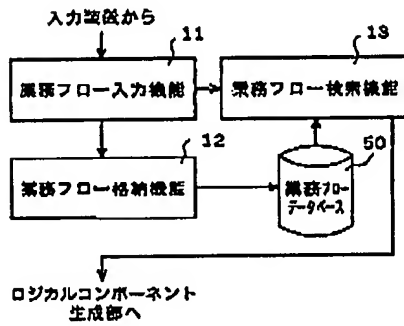 入力装置から
11
業務フロー入力機能
13
業務フロー検索機能
12
業務フロー格納機能
50
業務フロー
データベース
ロジカルコンポーネント
生成部へ